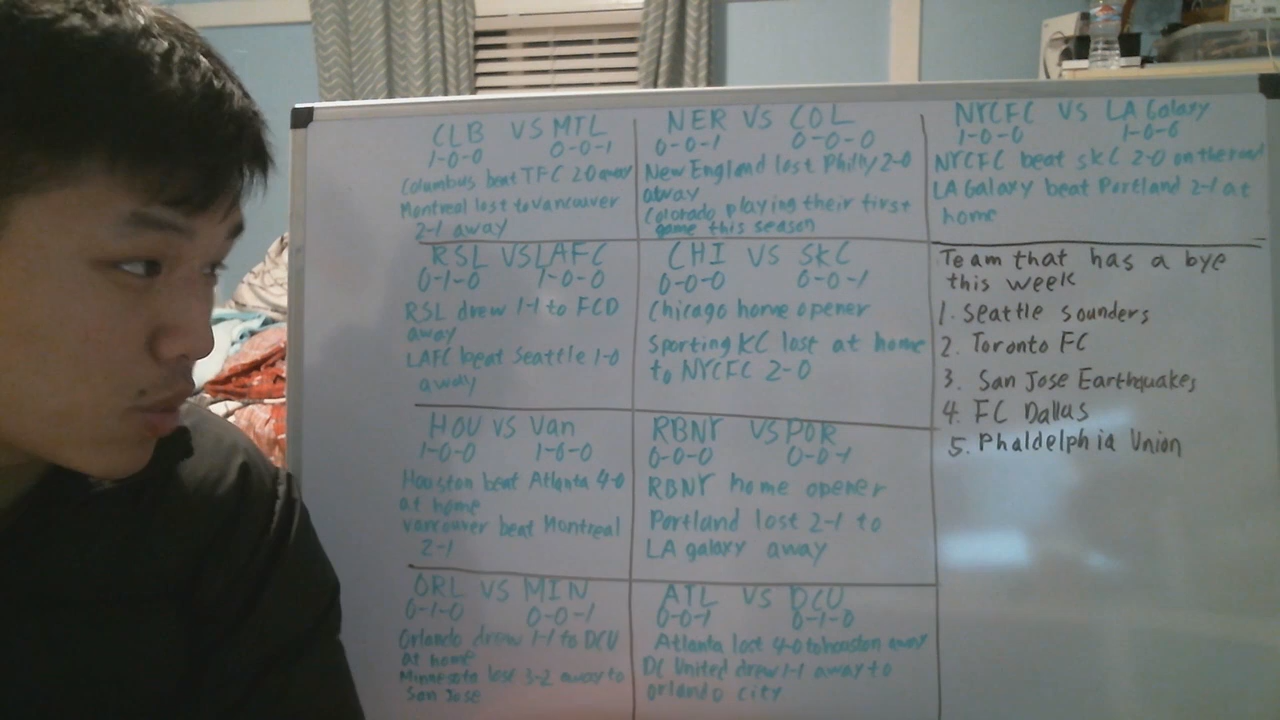 CLB VS MTL
1-0-0 0-0-1
Columbus beat TFC 2-0 away
Montreal lost to Vancouver
2-1 away
NER VS COL
0-0-1 0-0-0
New England lost Philly 2-0
away
Colorado playing their first
game this season
NYCFC VS LA Galaxy
1-0-0 1-0-0
NYCFC beat SKC 2-0 on the road
LA Galaxy beat Portland 2-1 at
home
RSL VS LAFC
0-1-0 1-0-0
RSL drew 1-1 to FCD
away
LAFC beat Seattle 1-0
away
CHI VS SKC
0-0-0 0-0-1
Chicago home opener
Sporting KC lost at home
to NYCFC 2-0
Team that has a bye
this week
1. Seattle sounders
2. Toronto FC
3. San Jose Earthquakes
4. FC Dallas
5. Phaldelphia Union
HOU VS Van
1-0-0 1-0-0
Houston beat Atlanta 4-0
at home
Vancouver beat Montreal
2-1
RBNY VS POR
0-0-0 0-0-1
RBNY home opener
Portland lost 2-1 to
LA galaxy away
ORL VS MIN
0-1-0 0-0-1
Orlando drew 1-1 to DCU
at home
Minnesota lost 3-2 away to
San Jose
ATL VS DCU
0-0-1 0-1-0
Atlanta lost 4-0 to houston away
DC United drew 1-1 away to
orlando city